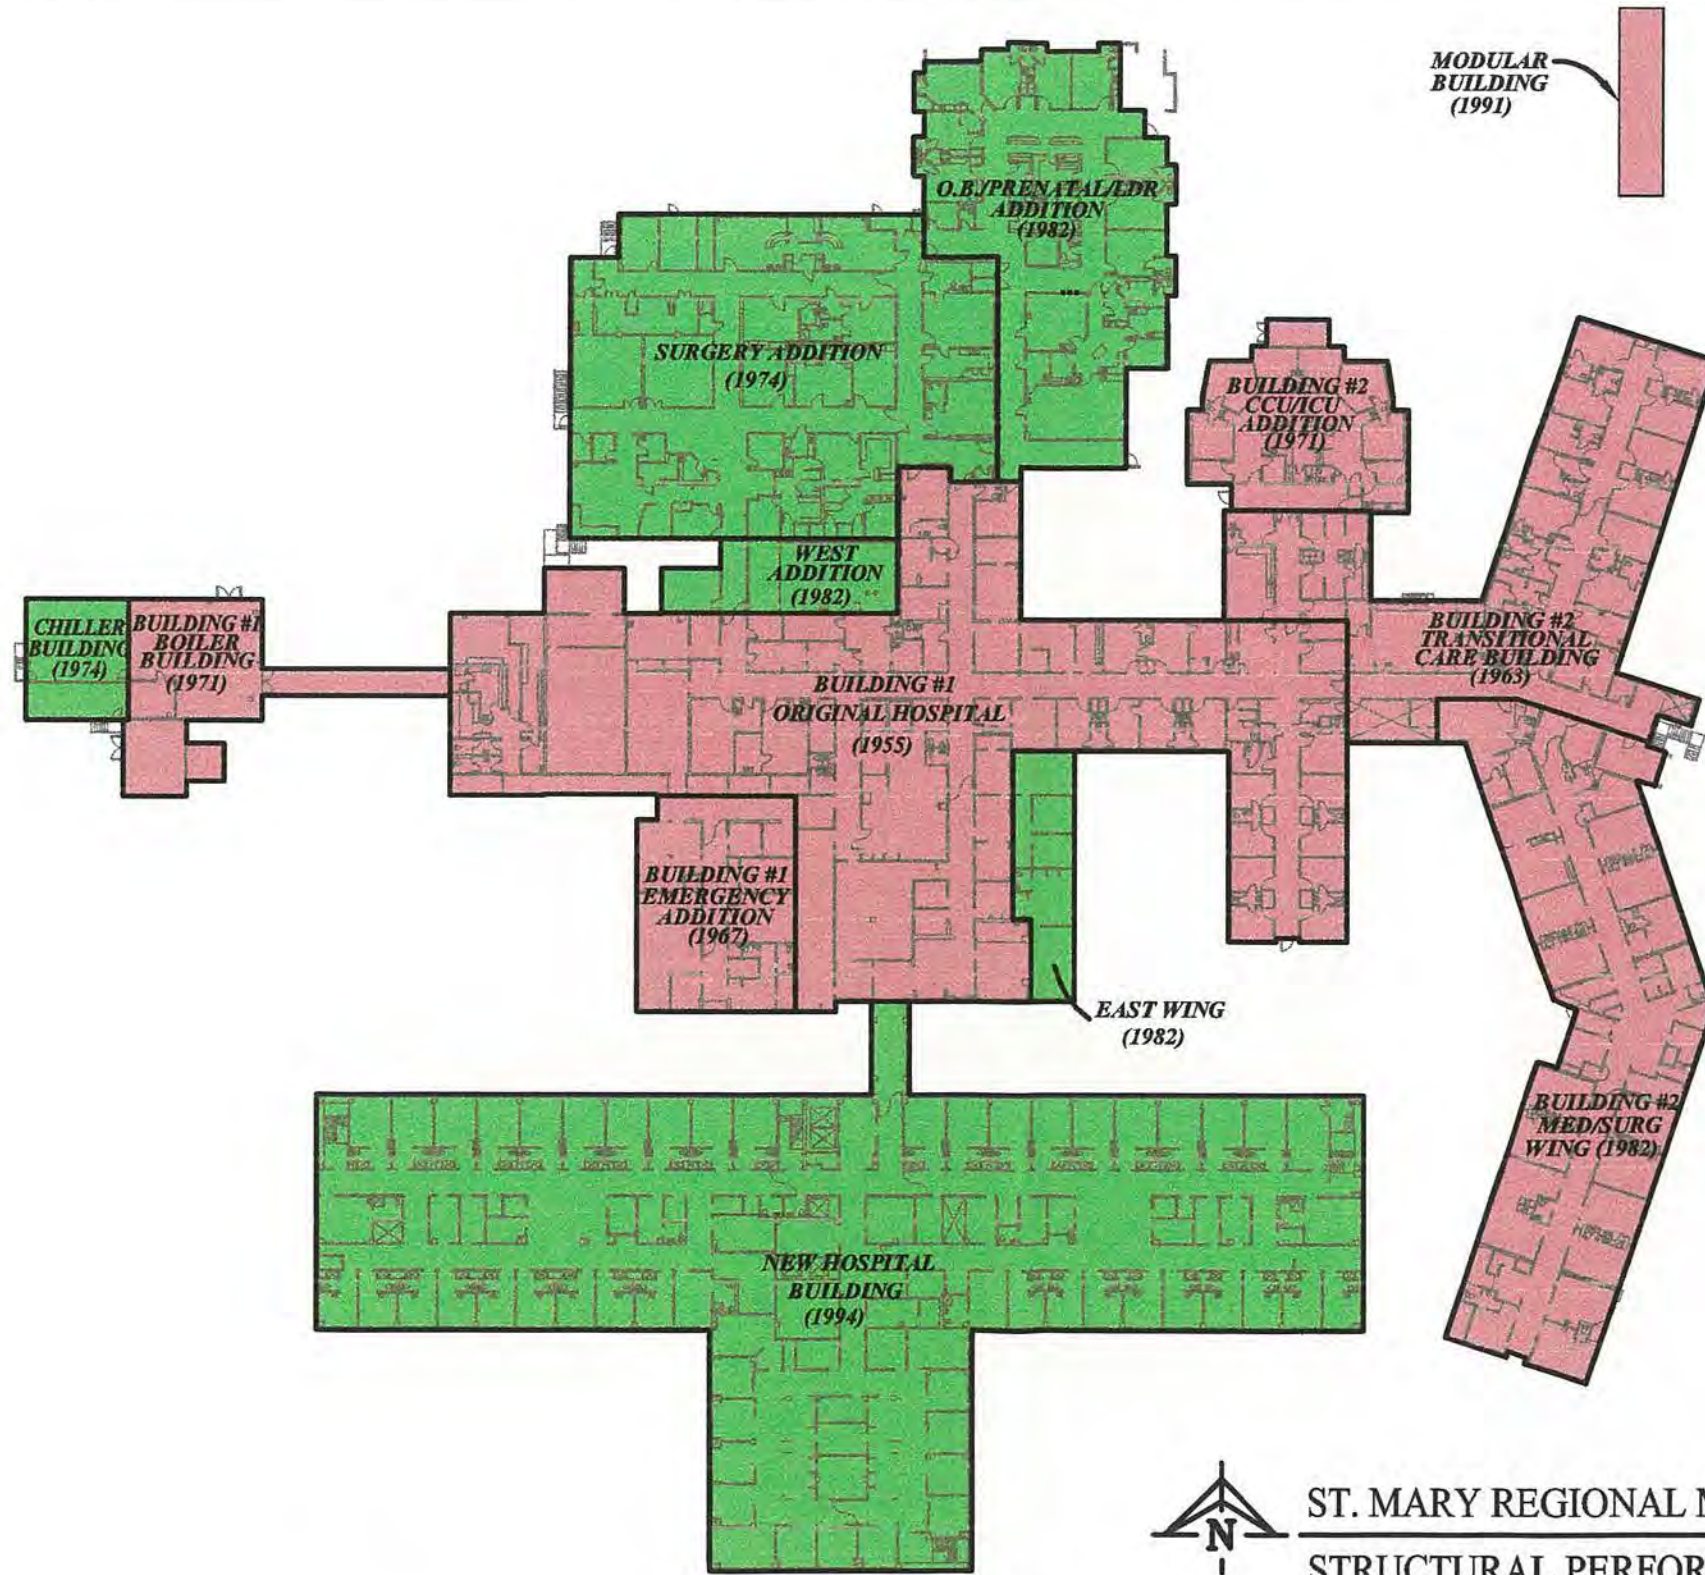 MODULAR
BUILDING
(1991)
O.B./PRENATAL/LDR
ADDITION
(1982)
SURGERY ADDITION
(1974)
BUILDING #2
CCU/ICU
ADDITION
(1971)
WEST
ADDITION
(1982)
CHILLER
BUILDING
(1974)
BUILDING #1
BOILER
BUILDING
(1971)
BUILDING #2
TRANSITIONAL
CARE BUILDING
(1963)
BUILDING #1
ORIGINAL HOSPITAL
(1955)
BUILDING #1
EMERGENCY
ADDITION
(1967)
EAST WING
(1982)
BUILDING #2
MED/SURG
WING (1982)
NEW HOSPITAL
BUILDING
(1994)
N
ST. MARY REGIONAL M
STRUCTURAL PERFOR